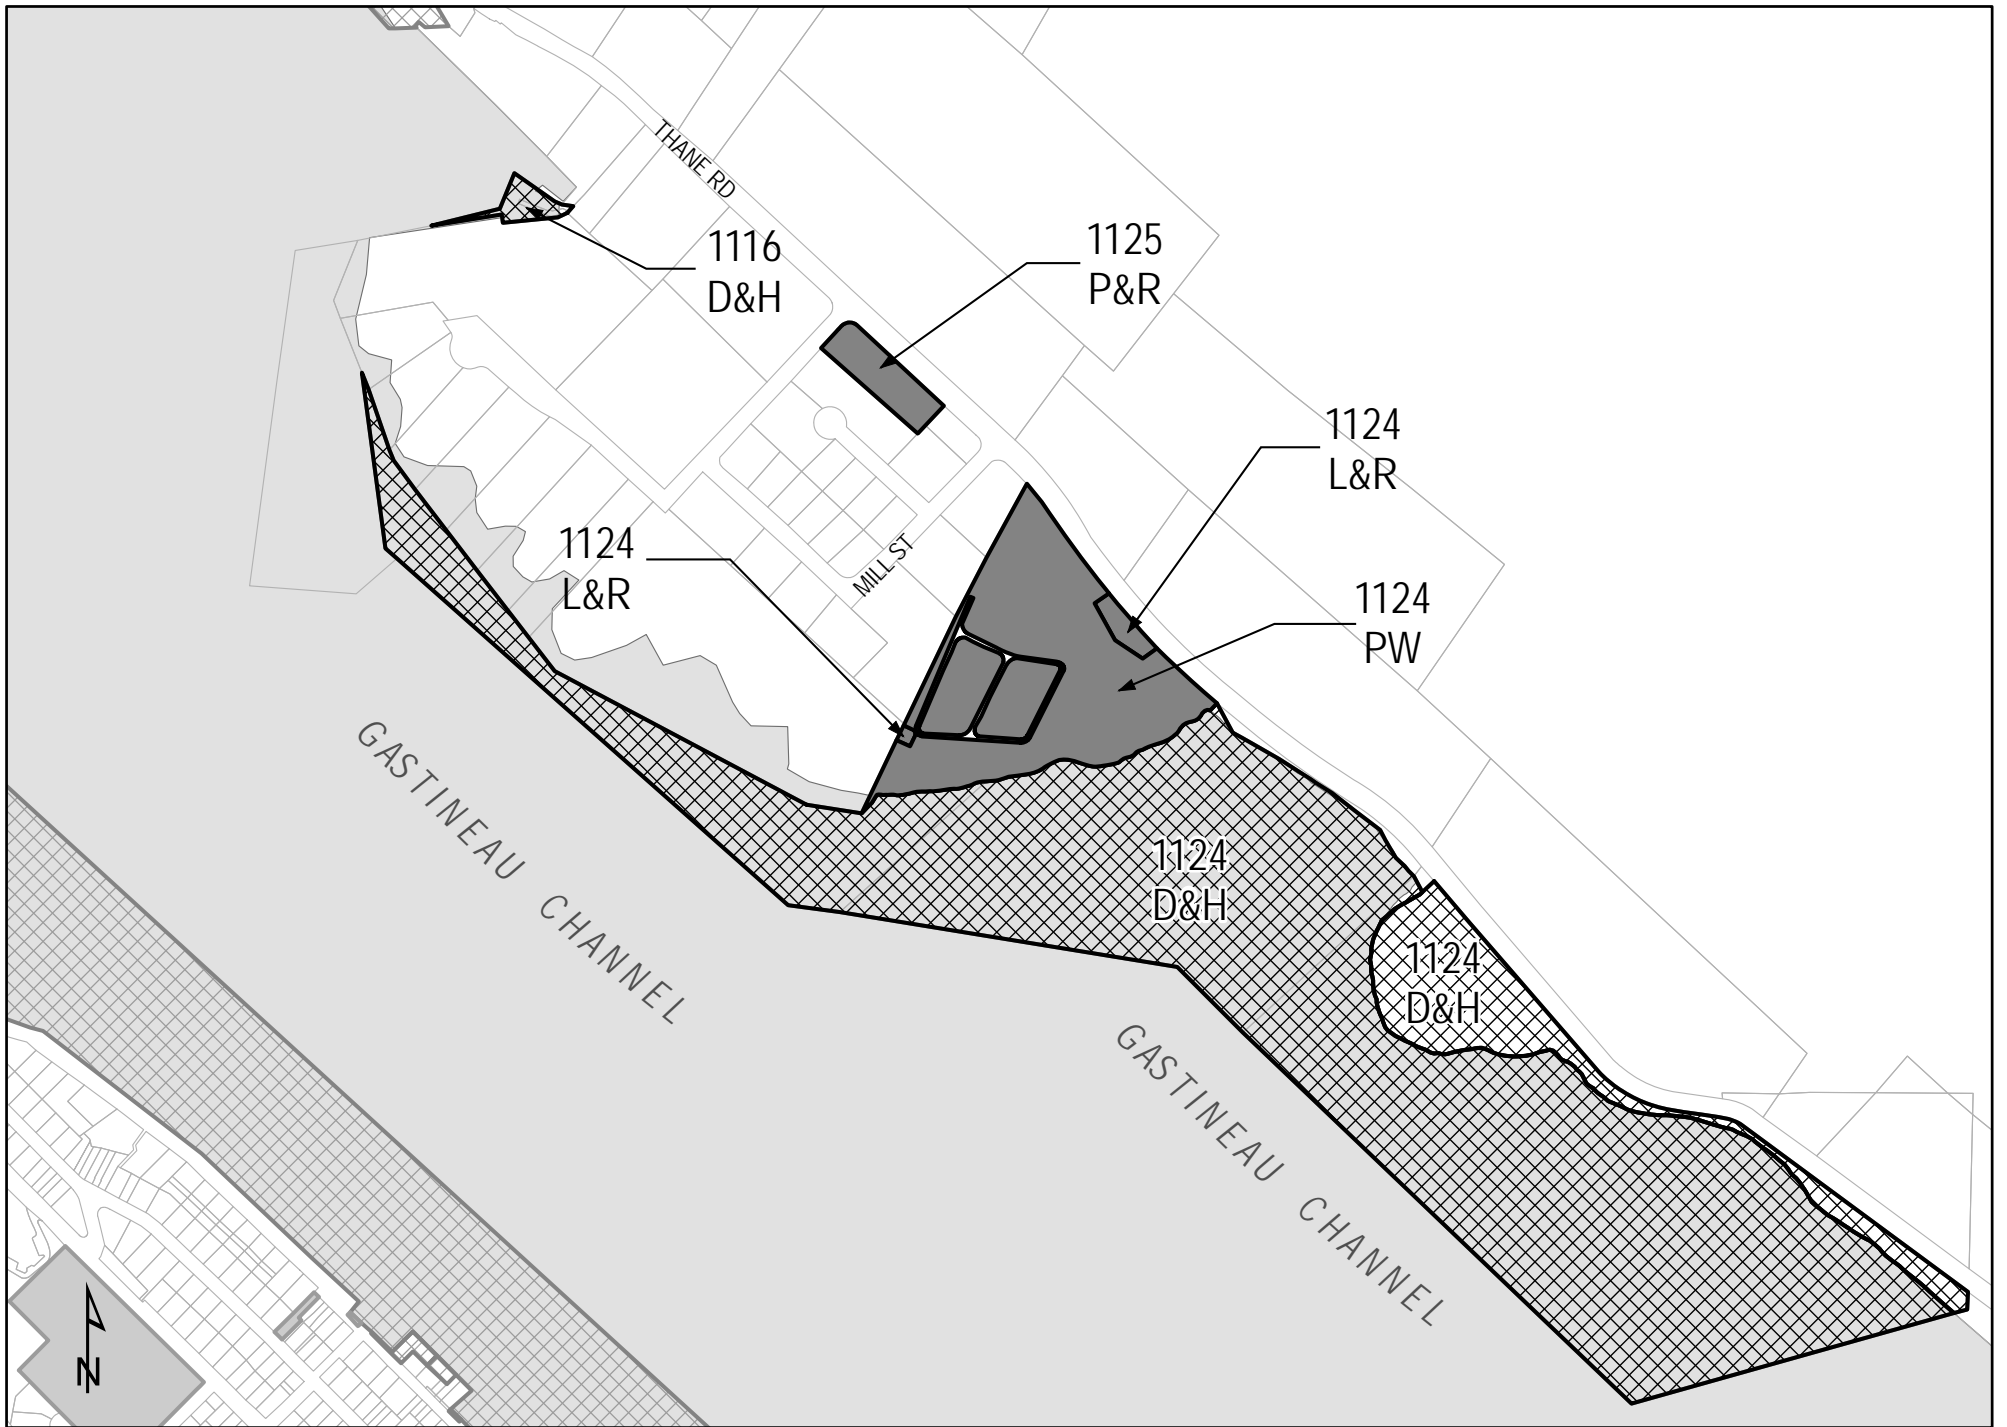 THANE RD
1116
D&H
1125
P&R
1124
L&R
1124
L&R
MILL ST
1124
PW
GASTINEAU CHANNEL
1124
D&H
1124
D&H
GASTINEAU CHANNEL
N